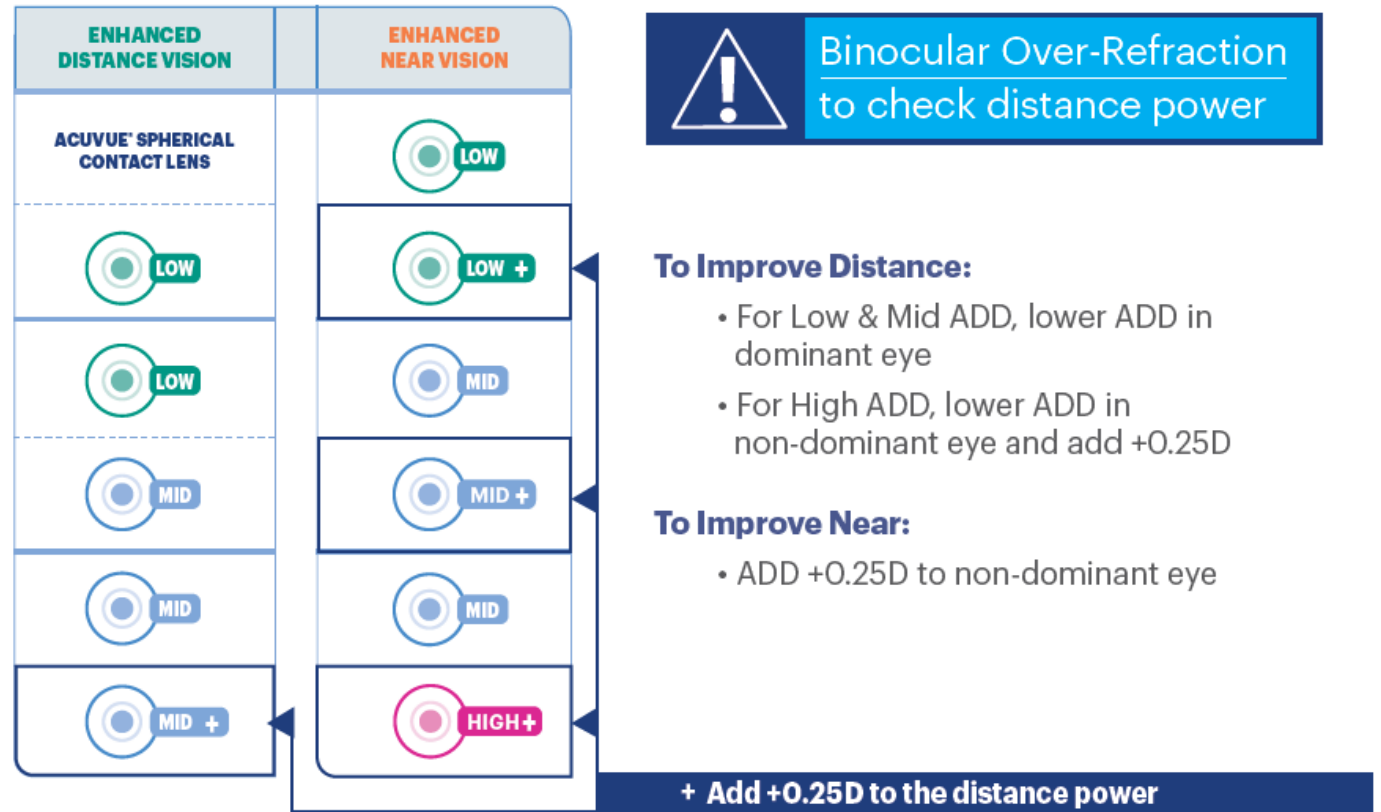 ENHANCED
DISTANCE VISION
ENHANCED
NEAR VISION
ACUVUE® SPHERICAL
CONTACT LENS
LOW
LOW
LOW +
LOW
MID
MID
MID +
MID
MID
MID +
HIGH+
!
Binocular Over-Refraction
to check distance power
To Improve Distance:
• For Low & Mid ADD, lower ADD in
dominant eye
• For High ADD, lower ADD in
non-dominant eye and add +0.25D
To Improve Near:
• ADD +0.25D to non-dominant eye
+ Add +0.25D to the distance power